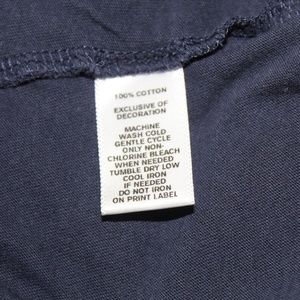 100% COTTON
EXCLUSIVE OF
DECORATION
MACHINE
WASH COLD
GENTLE CYCLE
ONLY NON-
CHLORINE BLEACH
WHEN NEEDED
TUMBLE DRY LOW
COOL IRON
IF NEEDED
DO NOT IRON
ON PRINT LABEL